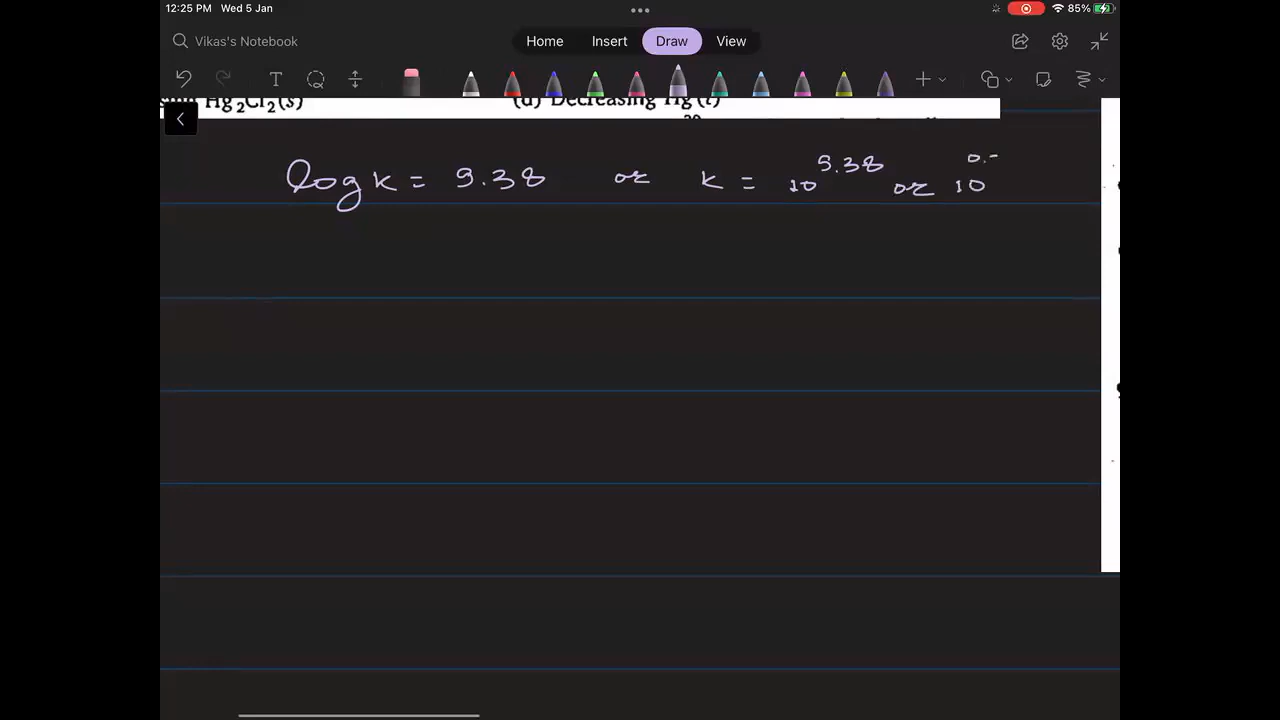 12:25 PM Wed 5 Jan
85%
Vikas's Notebook
Home Insert Draw View
Hg₂Cl₂(s) (d) Decreasing Hg(l)
log K = 9.38 or K = 10^9.38 or 10^0.